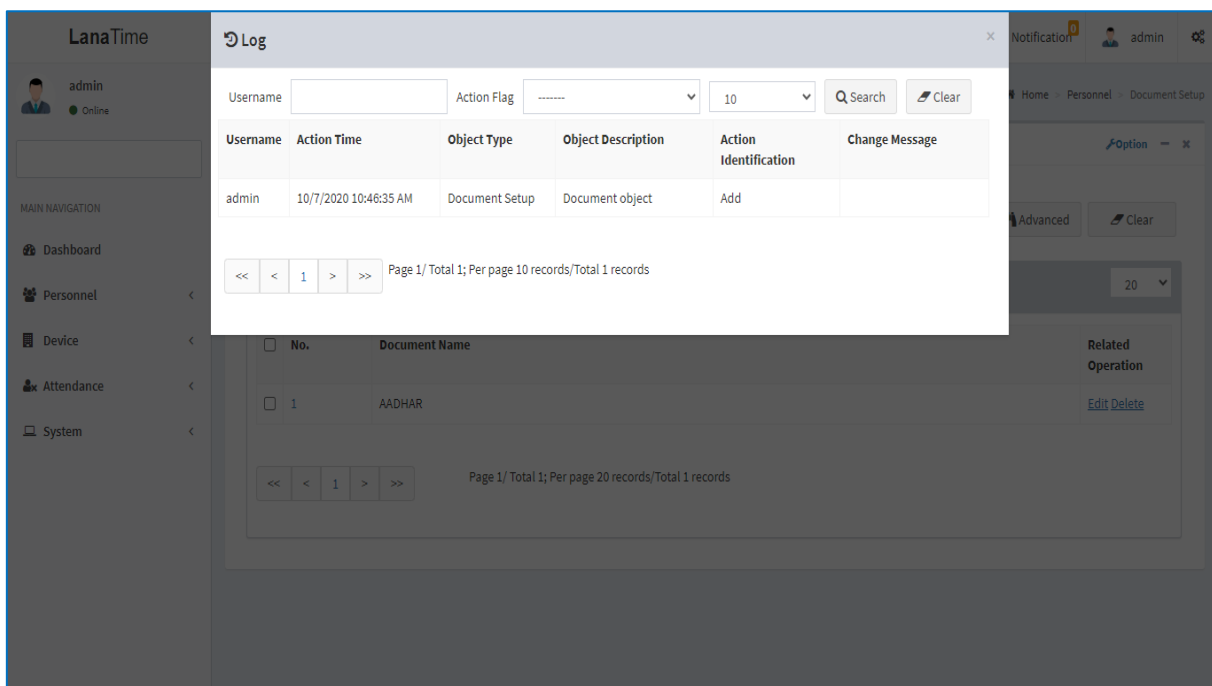 LanaTime
Log
×
Notification 0
admin
admin
Online
Username
Action Flag
-------
10
Search
Clear
Home > Personnel > Document Setup
Username Action Time Object Type Object Description Action Identification Change Message
Option − ×
admin 10/7/2020 10:46:35 AM Document Setup Document object Add
MAIN NAVIGATION
Advanced
Clear
Dashboard
<< < 1 > >> Page 1/ Total 1; Per page 10 records/Total 1 records
20
Personnel
Device
Attendance
System
No. Document Name Related Operation
1 AADHAR Edit Delete
<< < 1 > >> Page 1/ Total 1; Per page 20 records/Total 1 records